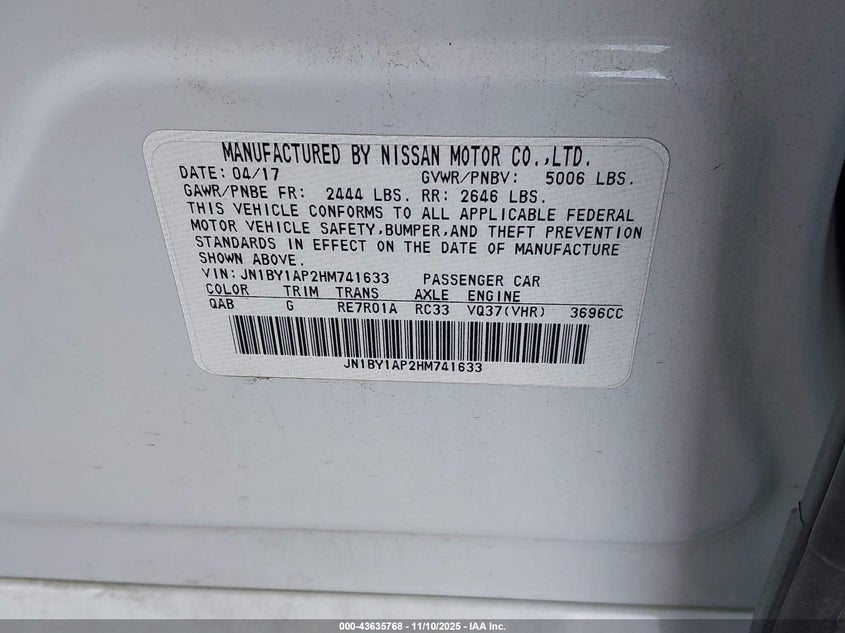 MANUFACTURED BY NISSAN MOTOR CO.,LTD.
DATE: 04/17 GVWR/PNBV: 5006 LBS.
GAWR/PNBE FR: 2444 LBS. RR: 2646 LBS.
THIS VEHICLE CONFORMS TO ALL APPLICABLE FEDERAL
MOTOR VEHICLE SAFETY,BUMPER,AND THEFT PREVENTION
STANDARDS IN EFFECT ON THE DATE OF MANUFACTURE
SHOWN ABOVE.
VIN:JN1BY1AP2HM741633 PASSENGER CAR
COLOR TRIM TRANS AXLE ENGINE
QAB G RE7R01A RC33 VQ37(VHR) 3696CC
JN1BY1AP2HM741633
000-43635768 - 11/10/2025 - IAA Inc.